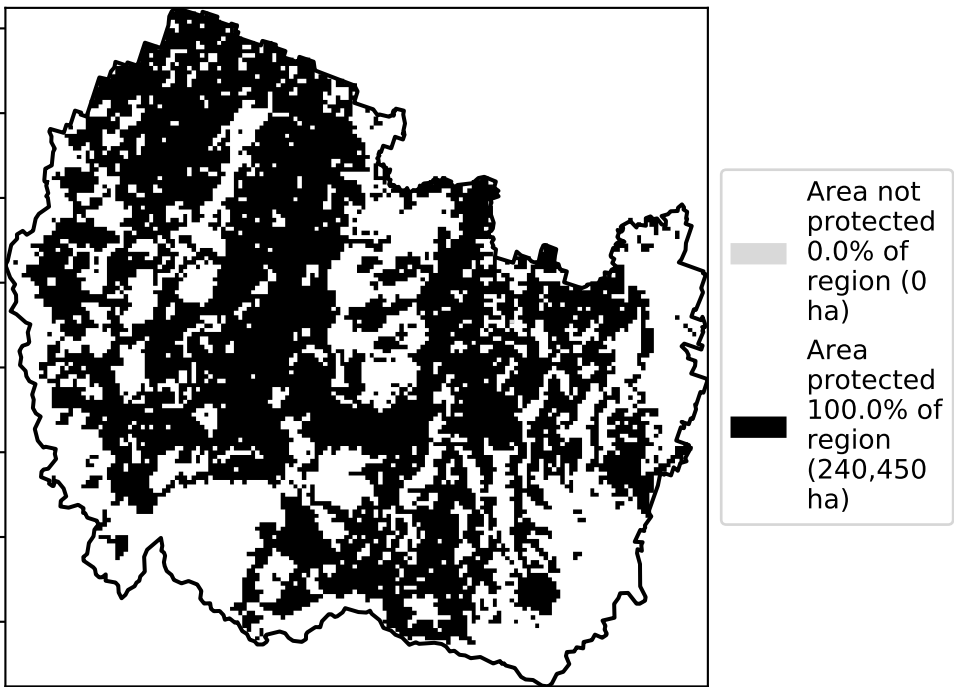 Area not
protected
0.0% of
region (0
ha)
Area
protected
100.0% of
region
(240,450
ha)